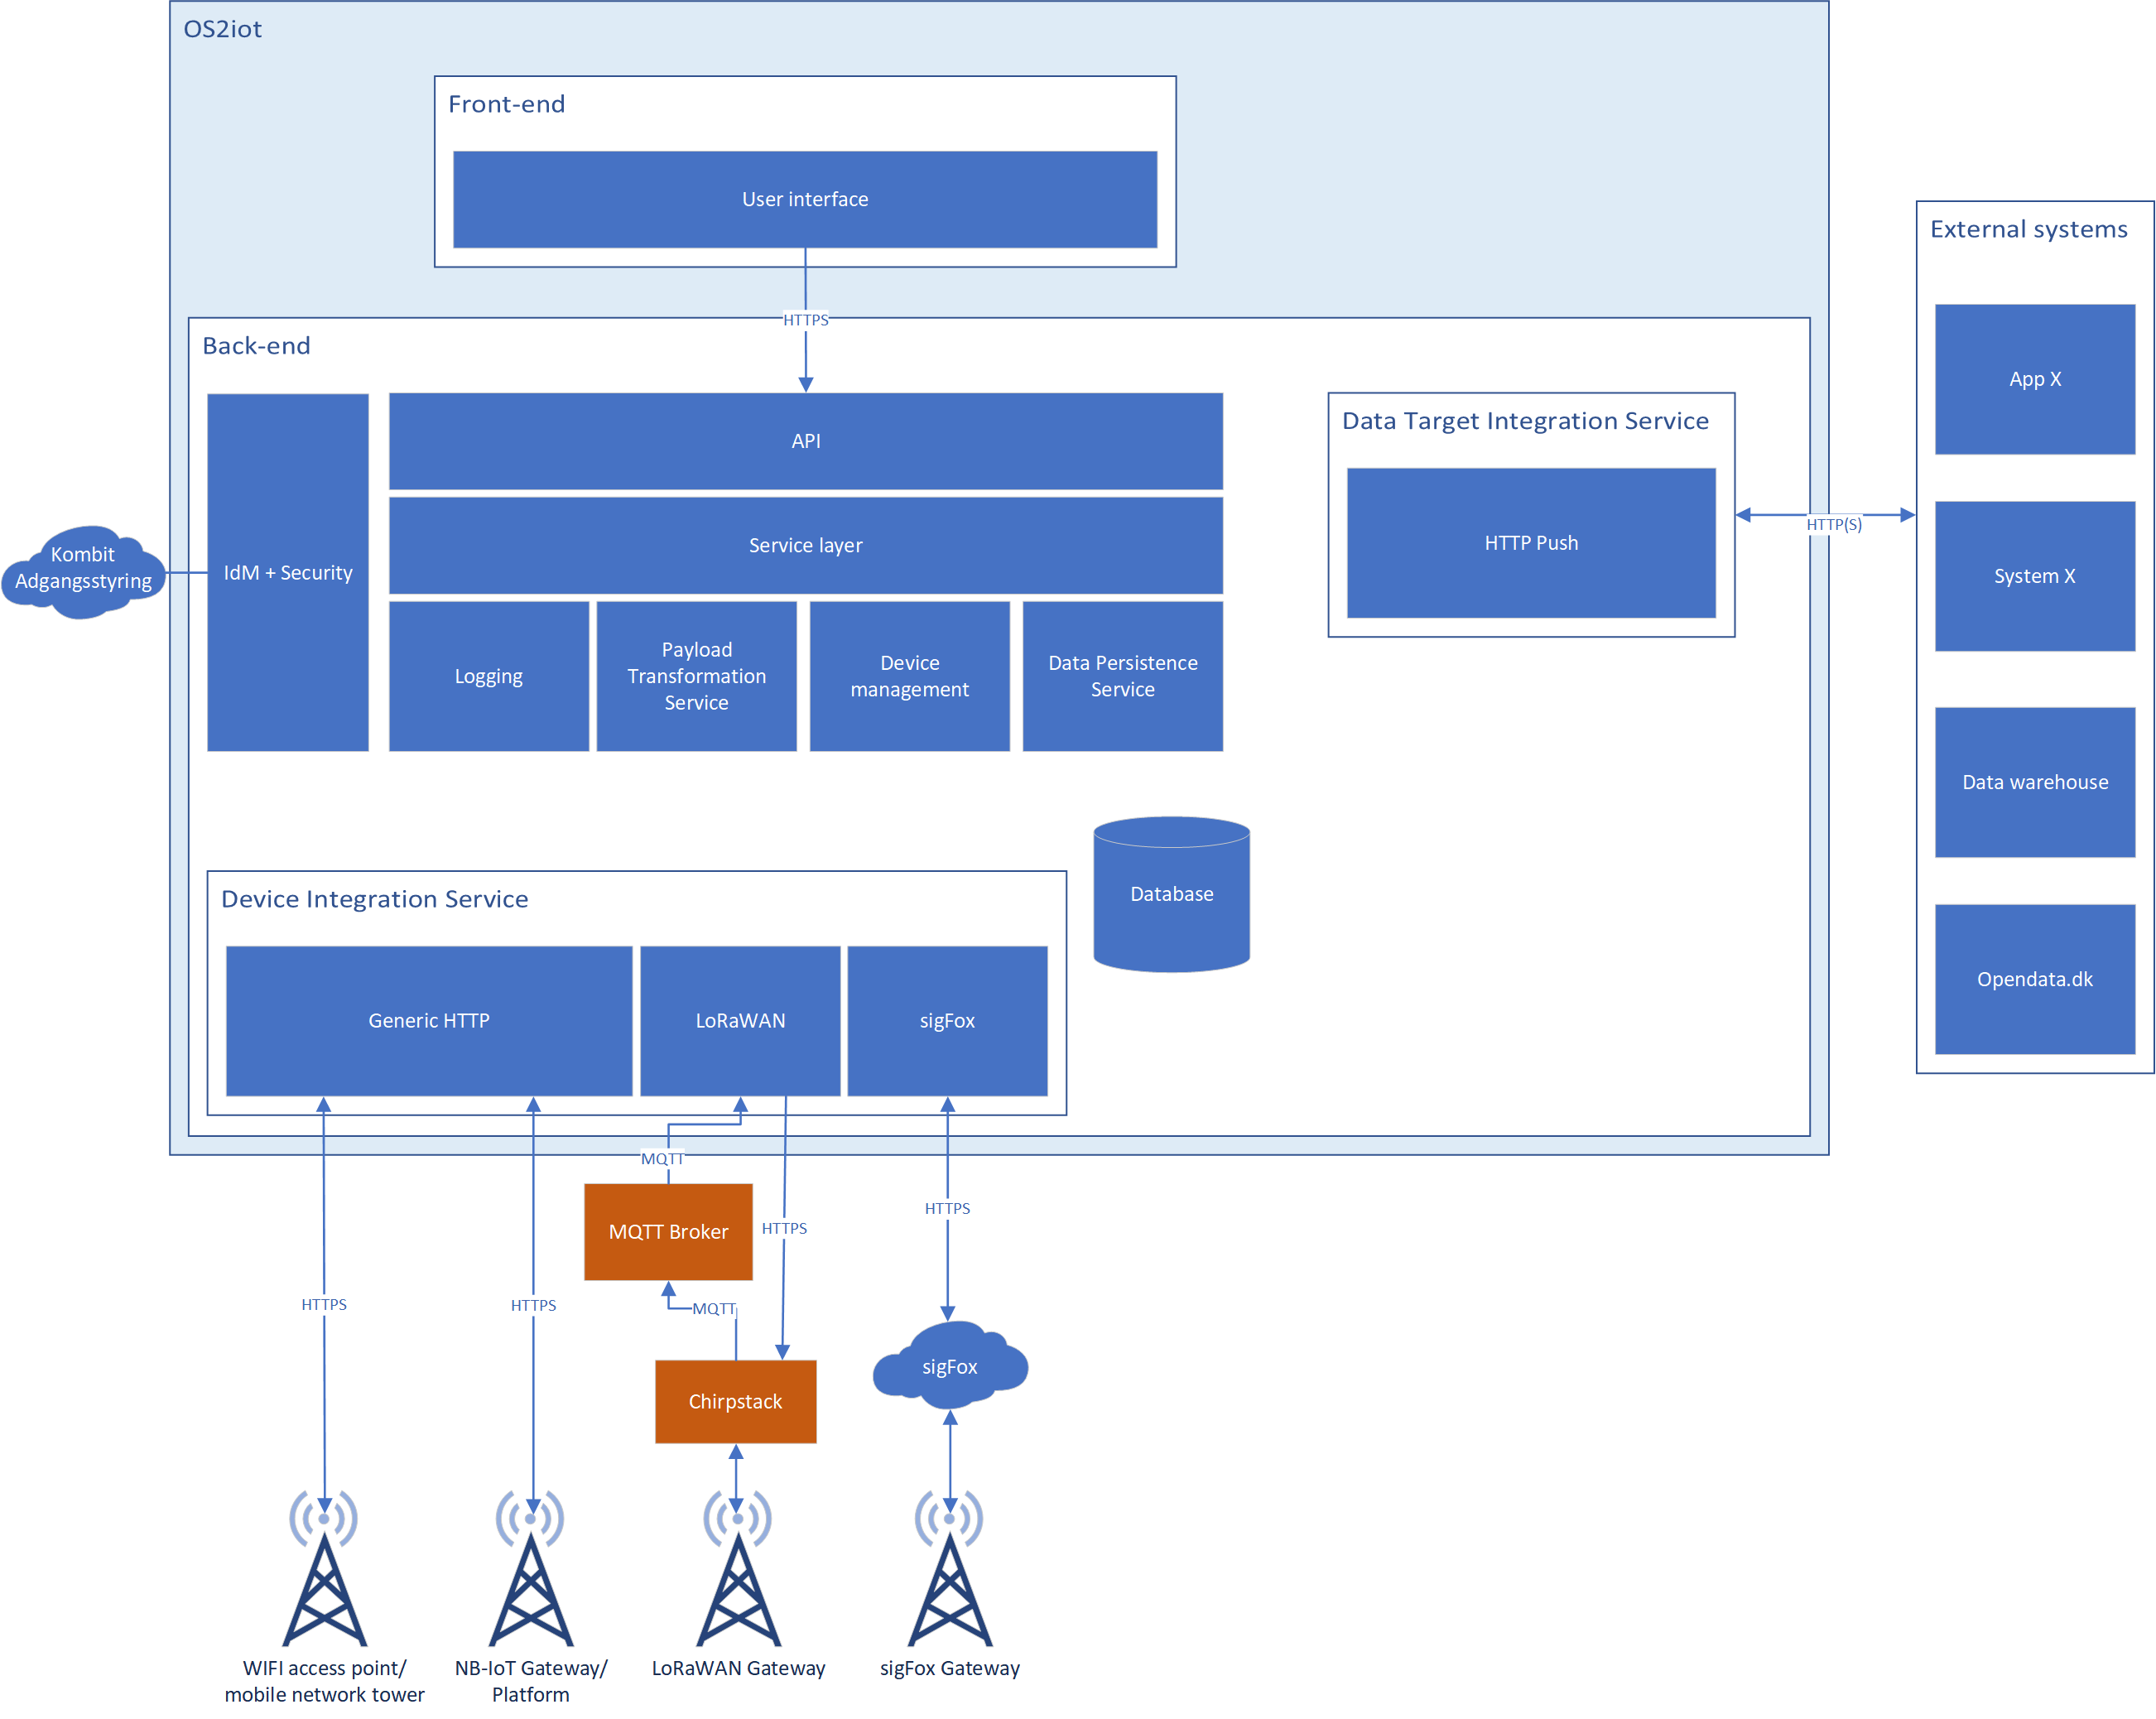 OS2iot
Front-end
User interface
HTTPS
Back-end
External systems
IdM + Security
API
Service layer
Logging
Payload
Transformation
Service
Device
management
Data Persistence
Service
Data Target Integration Service
HTTP Push
HTTP(S)
App X
System X
Data warehouse
Opendata.dk
Kombit
Adgangsstyring
Database
Device Integration Service
Generic HTTP
LoRaWAN
sigFox
MQTT
MQTT Broker
HTTPS
HTTPS
HTTPS
HTTPS
MQTT
Chirpstack
sigFox
WIFI access point/
mobile network tower
NB-IoT Gateway/
Platform
LoRaWAN Gateway
sigFox Gateway